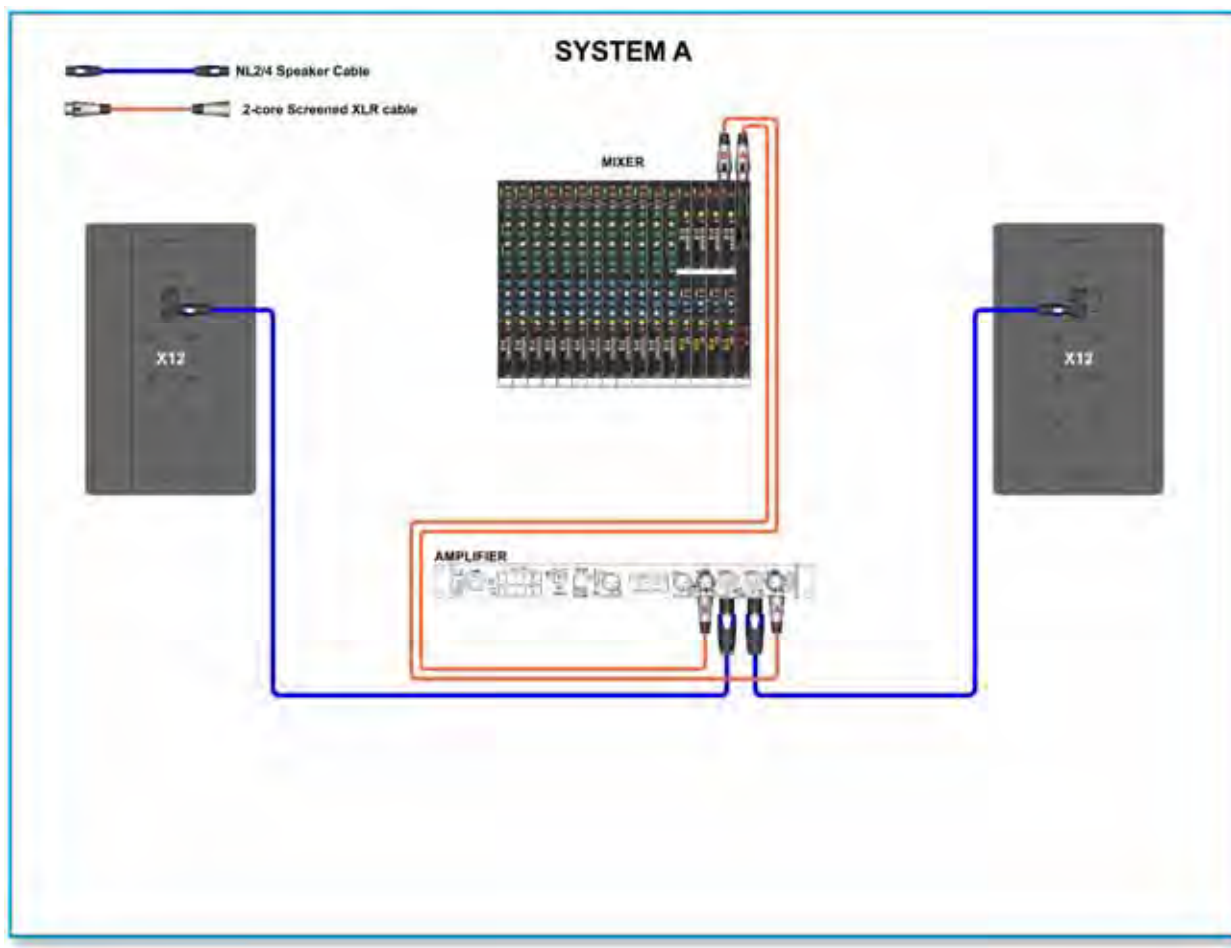 SYSTEM A
NL2/4 Speaker Cable
2-core Screened XLR cable
MIXER
X12
X12
AMPLIFIER